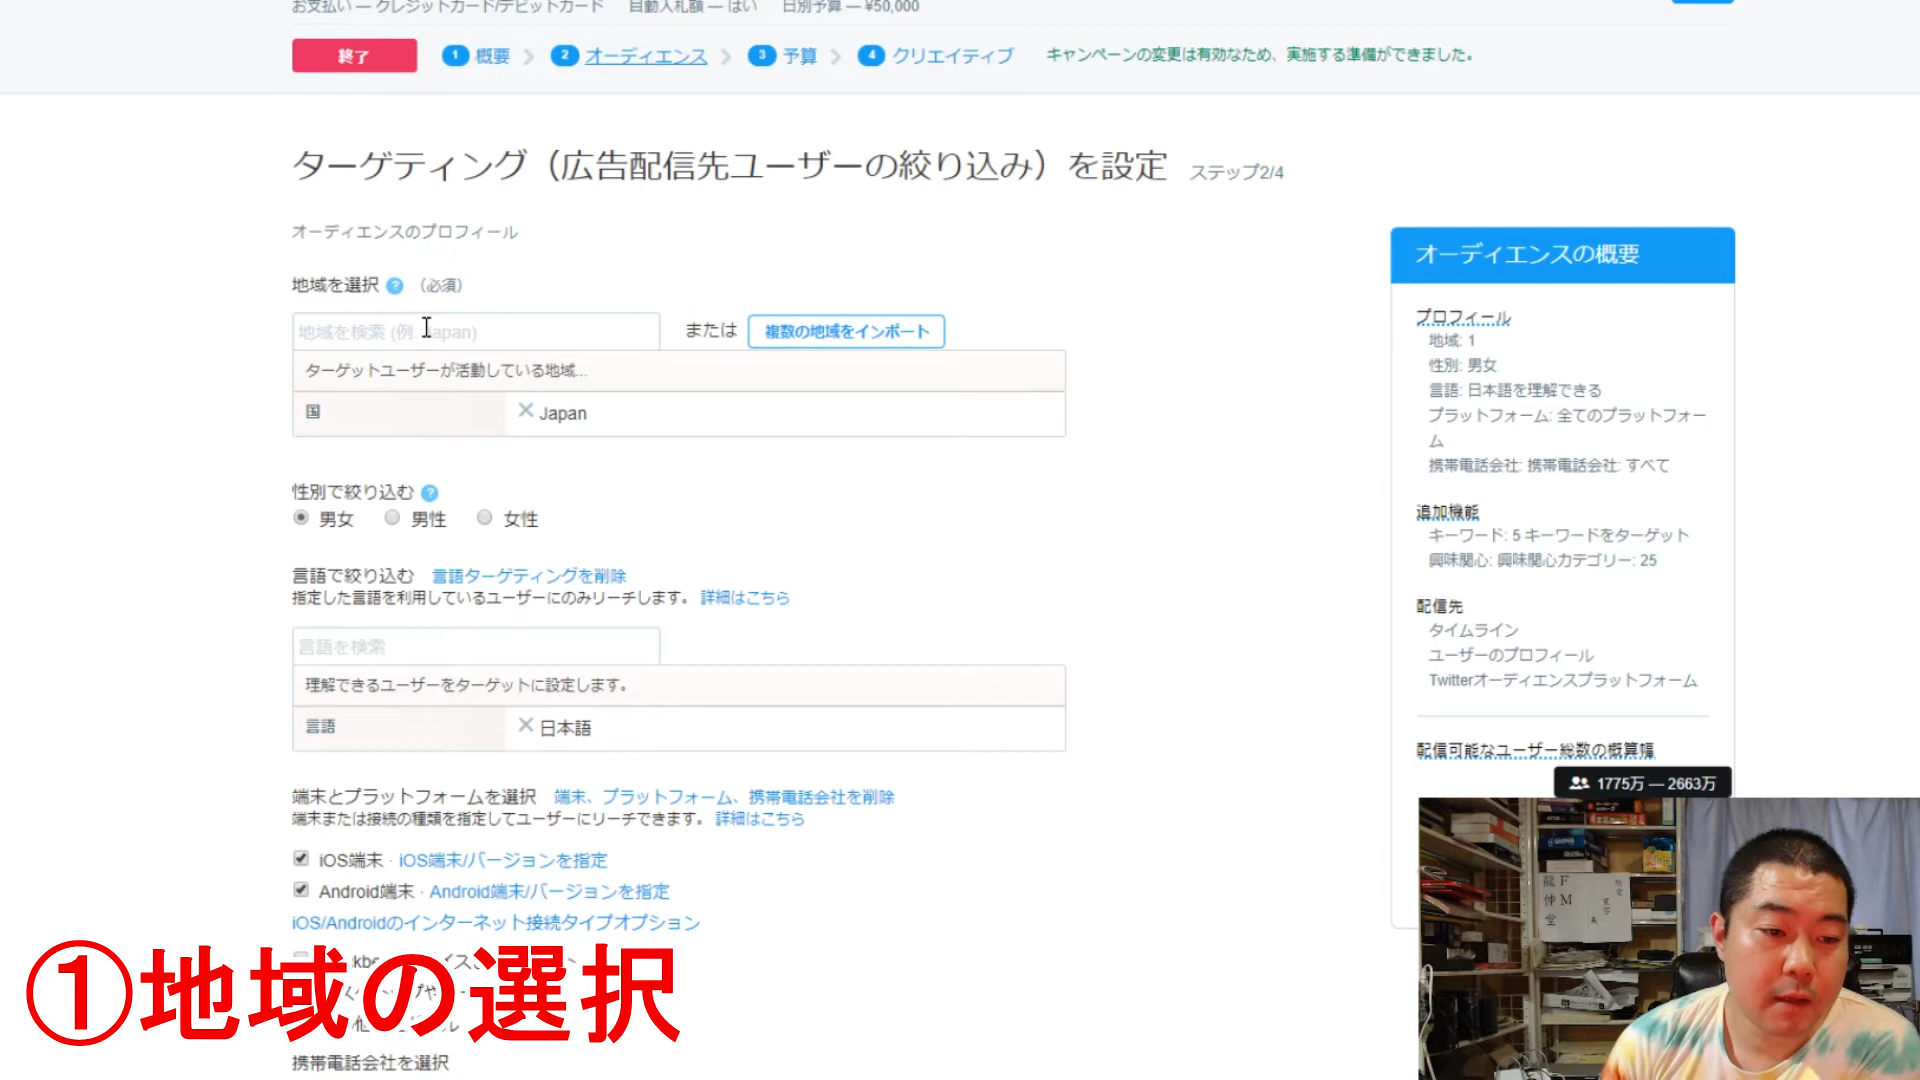 お支払い — クレジットカード/デビットカード 自動入札額 — はい 日別予算 — ¥50,000
終了 1 概要 2 オーディエンス 3 予算 4 クリエイティブ キャンペーンの変更は有効なため、実施する準備ができました。
ターゲティング（広告配信先ユーザーの絞り込み）を設定 ステップ2/4
オーディエンスのプロフィール
地域を選択 ? （必須）
地域を検索 (例: Japan) または 複数の地域をインポート
ターゲットユーザーが活動している地域...
国 × Japan
性別で絞り込む ?
男女 男性 女性
言語で絞り込む 言語ターゲティングを削除
指定した言語を利用しているユーザーにのみリーチします。 詳細はこちら
言語を検索
理解できるユーザーをターゲットに設定します。
言語 × 日本語
端末とプラットフォームを選択 端末、プラットフォーム、携帯電話会社を削除
端末または接続の種類を指定してユーザーにリーチできます。 詳細はこちら
iOS端末 · iOS端末/バージョンを指定
Android端末 · Android端末/バージョンを指定
iOS/Androidのインターネット接続タイプオプション
①地域の選択
携帯電話会社を選択
オーディエンスの概要
プロフィール
地域: 1
性別: 男女
言語: 日本語を理解できる
プラットフォーム: 全てのプラットフォー
ム
携帯電話会社: 携帯電話会社: すべて
追加機能
キーワード: 5 キーワードをターゲット
興味関心: 興味関心カテゴリー: 25
配信先
タイムライン
ユーザーのプロフィール
Twitterオーディエンスプラットフォーム
配信可能なユーザー総数の概算幅
1775万 — 2663万
龍 F
伸 M
堂